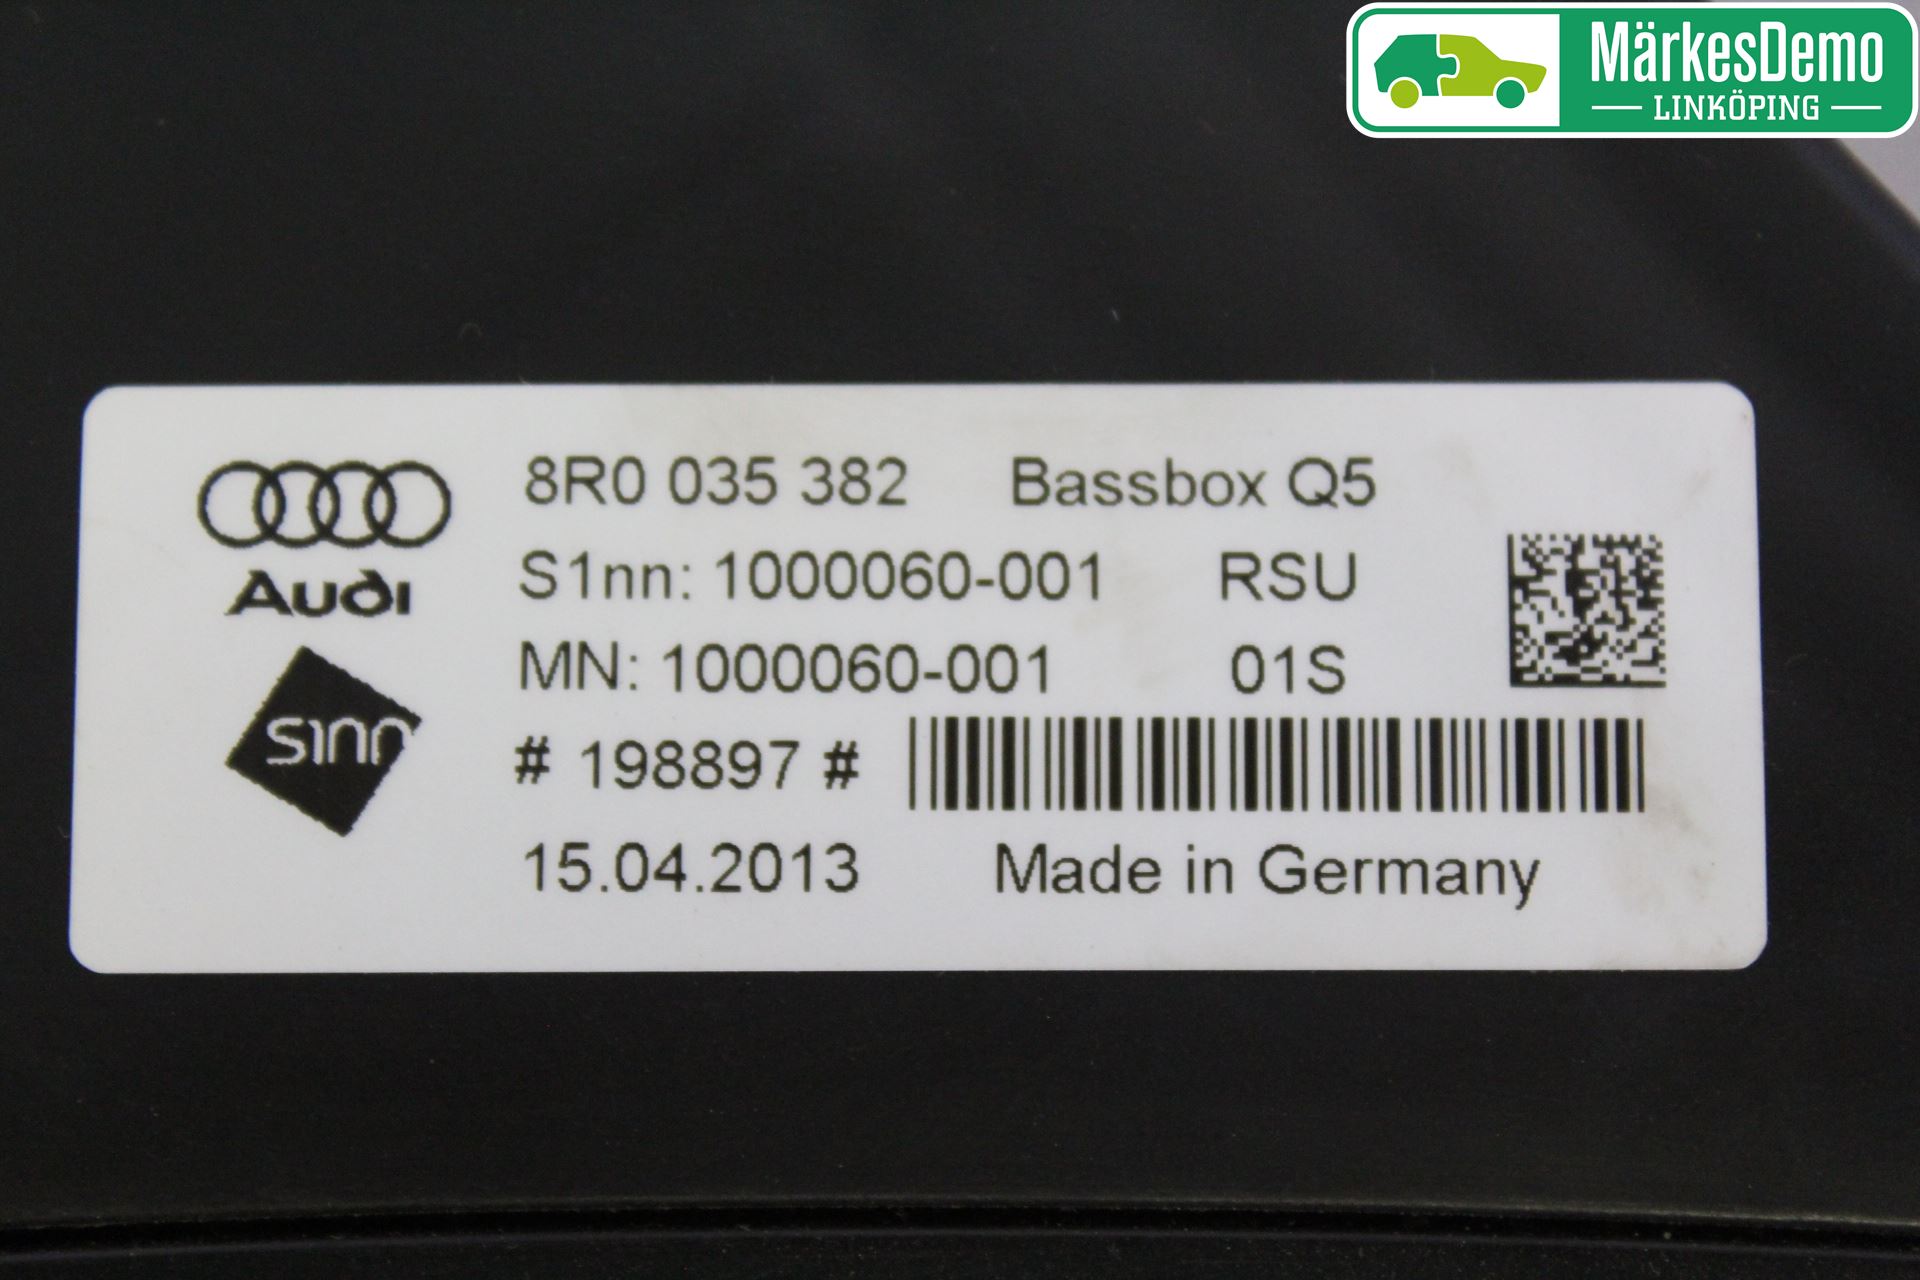 MärkesDemo
LINKÖPING
8R0 035 382 Bassbox Q5
Audi
S1nn: 1000060-001 RSU
MN: 1000060-001 01S
S1nn
# 198897 #
15.04.2013 Made in Germany